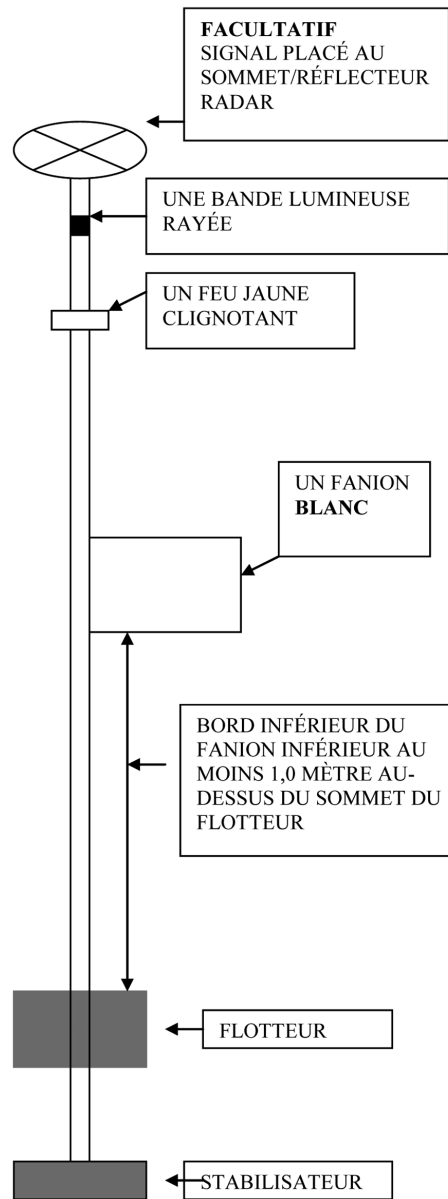 FACULTATIF
SIGNAL PLACÉ AU
SOMMET/RÉFLECTEUR
RADAR
UNE BANDE LUMINEUSE
RAYÉE
UN FEU JAUNE
CLIGNOTANT
UN FANION
BLANC
BORD INFÉRIEUR DU
FANION INFÉRIEUR AU
MOINS 1,0 MÈTRE AU-
DESSUS DU SOMMET DU
FLOTTEUR
FLOTTEUR
STABILISATEUR